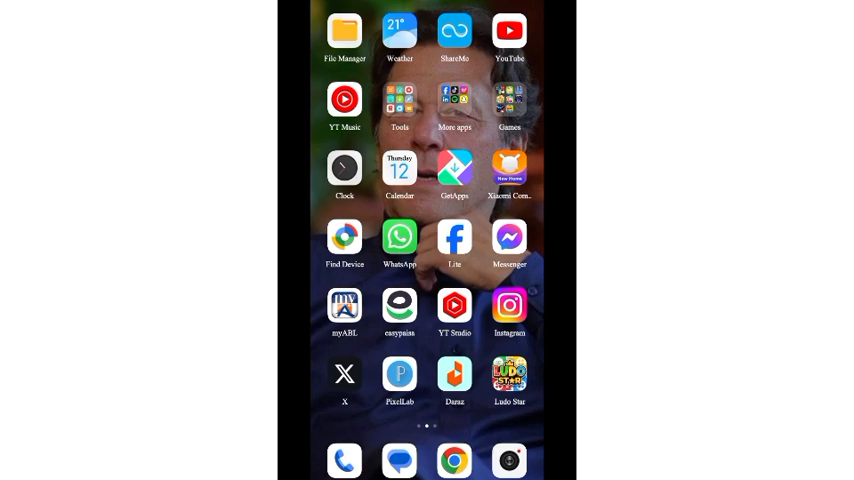 21°
File Manager
Weather
ShareMe
YouTube
YT Music
Tools
More apps
Games
Thursday
12
New Home
Clock
Calendar
GetApps
Xiaomi Com..
Find Device
WhatsApp
Lite
Messenger
my
myABL
easypaisa
YT Studio
Instagram
LUDO
STAR
X
PixelLab
Daraz
Ludo Star